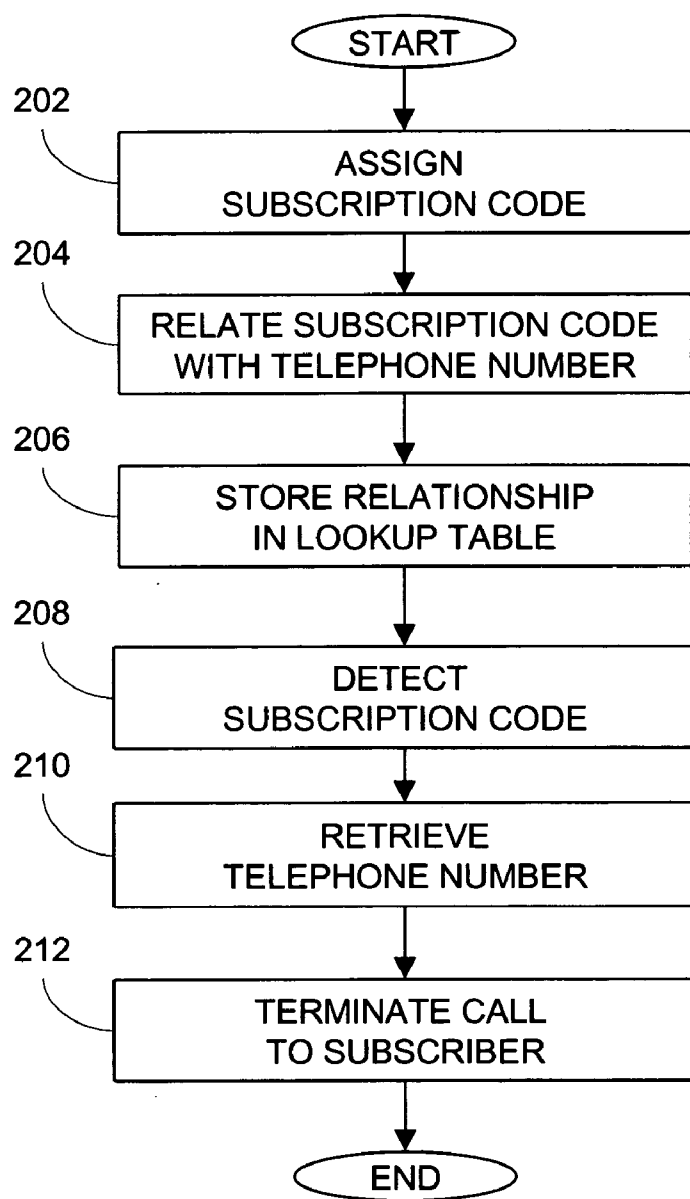 START
202
ASSIGN
SUBSCRIPTION CODE
204
RELATE SUBSCRIPTION CODE
WITH TELEPHONE NUMBER
206
STORE RELATIONSHIP
IN LOOKUP TABLE
208
DETECT
SUBSCRIPTION CODE
210
RETRIEVE
TELEPHONE NUMBER
212
TERMINATE CALL
TO SUBSCRIBER
END